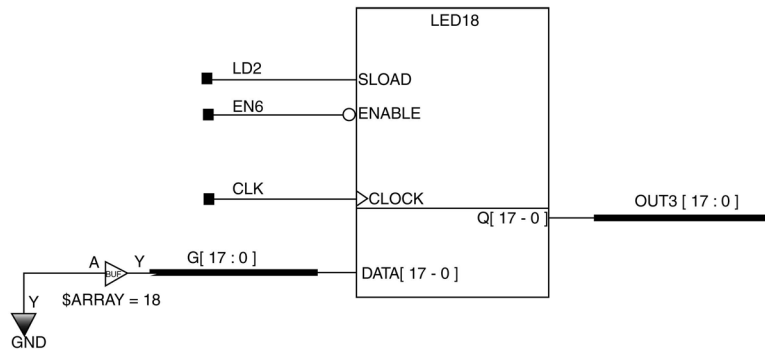 LED18
LD2
SLOAD
EN6
ENABLE
CLK
CLOCK
Q[ 17 - 0 ]
OUT3 [ 17 : 0 ]
A
BUF
Y
G[ 17 : 0 ]
DATA[ 17 - 0 ]
$ARRAY = 18
Y
GND